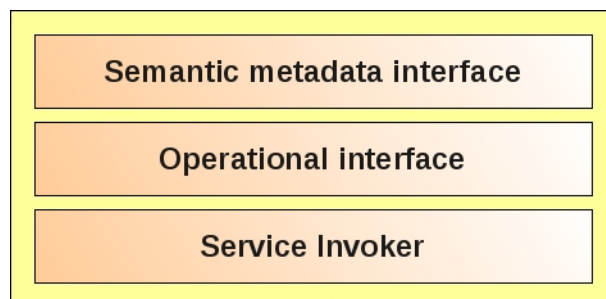 Semantic metadata interface
Operational interface
Service Invoker